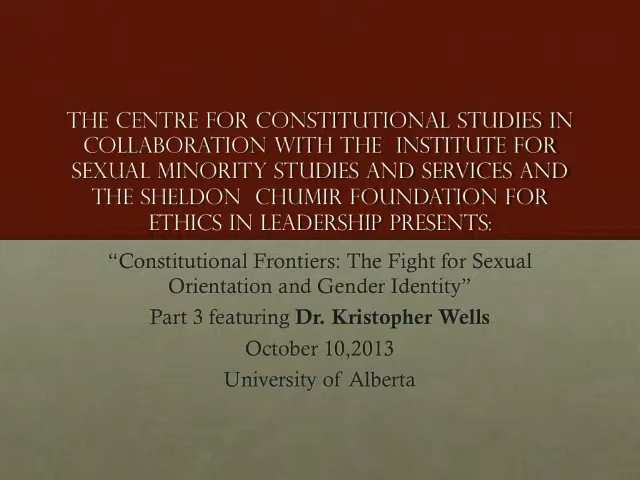 THE CENTRE FOR CONSTITUTIONAL STUDIES IN
COLLABORATION WITH THE INSTITUTE FOR
SEXUAL MINORITY STUDIES AND SERVICES AND
THE SHELDON CHUMIR FOUNDATION FOR
ETHICS IN LEADERSHIP PRESENTS:
“Constitutional Frontiers: The Fight for Sexual
Orientation and Gender Identity”
Part 3 featuring Dr. Kristopher Wells
October 10,2013
University of Alberta